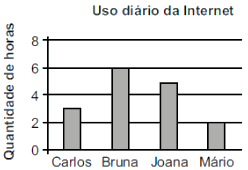 Uso diário da Internet
Quantidade de horas
8
6
4
2
0
Carlos Bruna Joana Mário